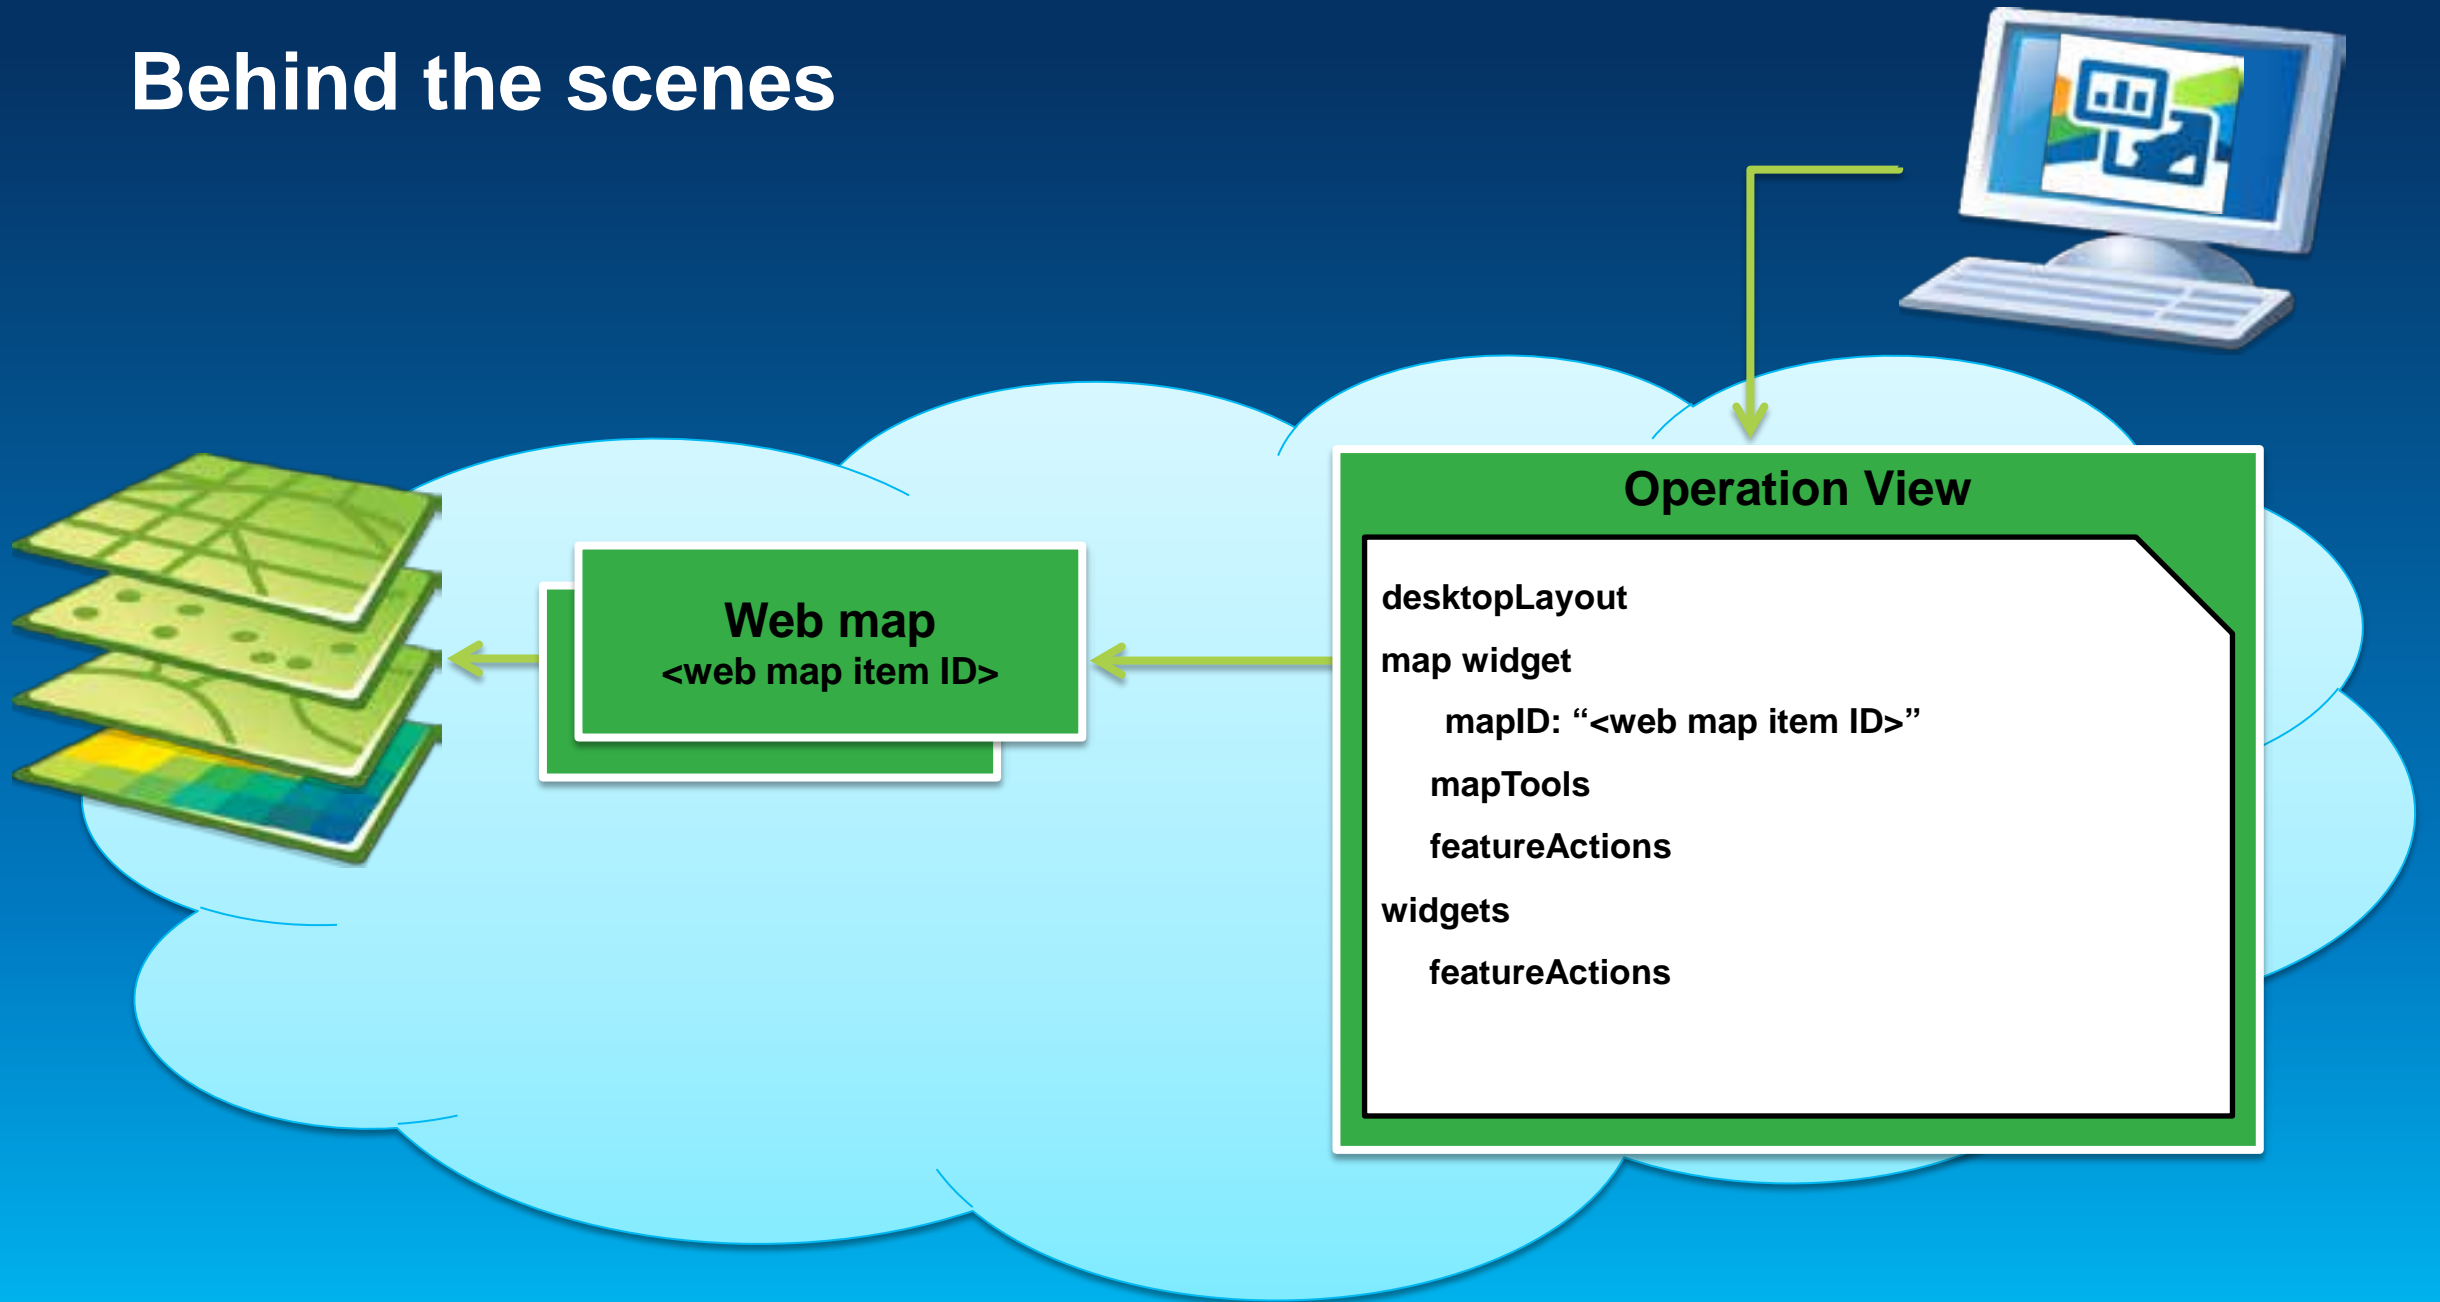 Behind the scenes
Operation View
desktopLayout
map widget
mapID: “<web map item ID>”
mapTools
featureActions
widgets
featureActions
Web map
<web map item ID>